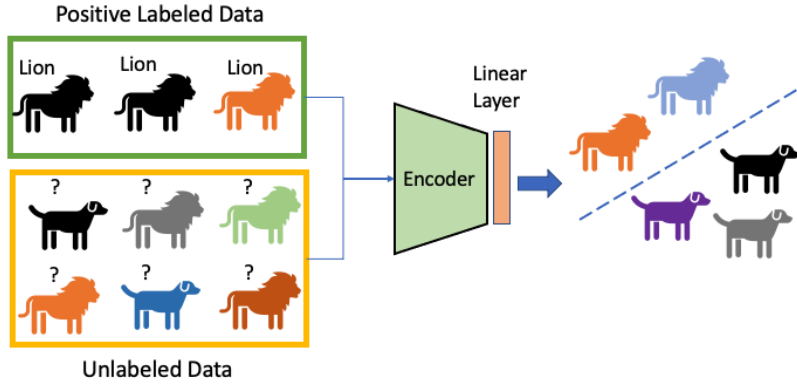 Positive Labeled Data
Lion Lion Lion
? ? ?
? ? ?
Unlabeled Data
Encoder
Linear
Layer